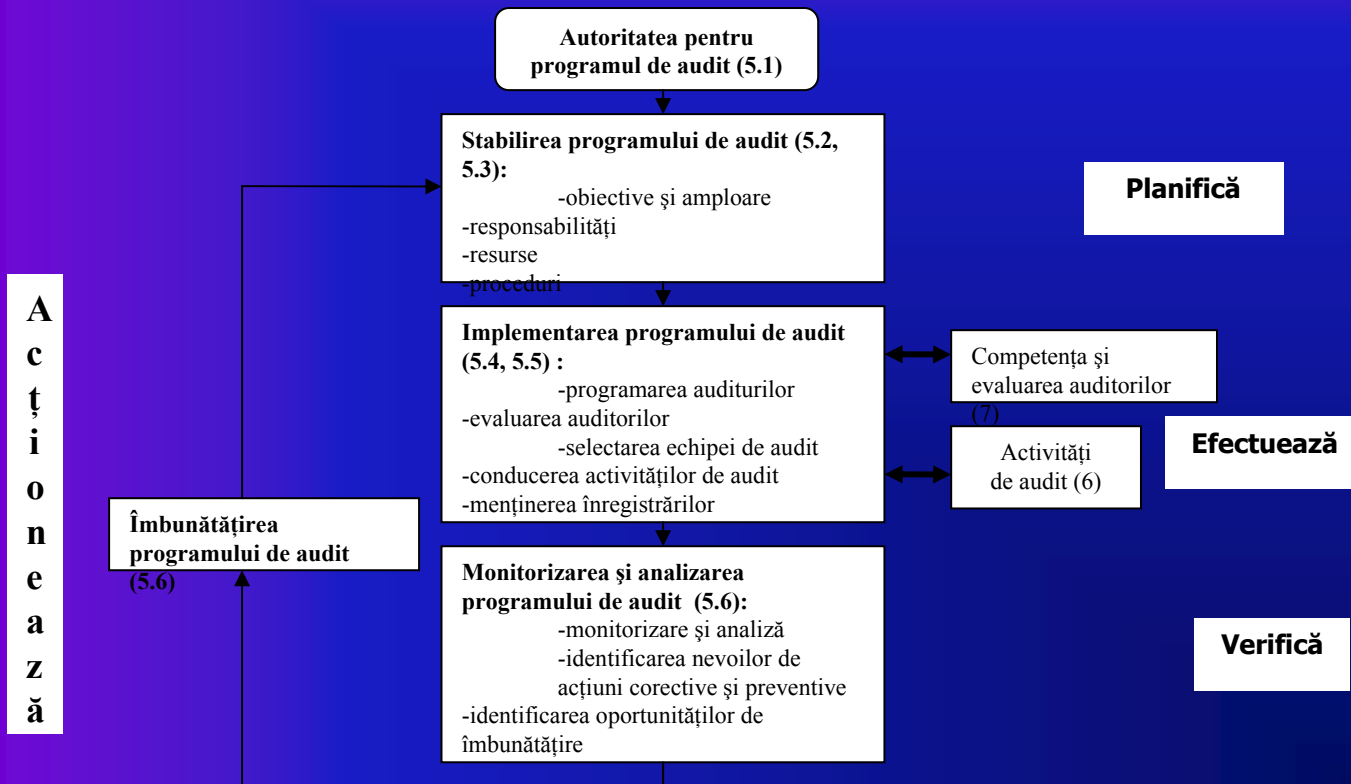 Autoritatea pentru
programul de audit (5.1)
Stabilirea programului de audit (5.2,
5.3):
-obiective şi amploare
-responsabilităţi
-resurse
-proceduri
Planifică
A
c
ţ
i
o
n
e
a
z
ă
Implementarea programului de audit
(5.4, 5.5) :
-programarea auditurilor
-evaluarea auditorilor
-selectarea echipei de audit
-conducerea activităţilor de audit
-menţinerea înregistrărilor
Competenţa şi
evaluarea auditorilor
(7)
Efectuează
Activităţi
de audit (6)
Îmbunătăţirea
programului de audit
(5.6)
Monitorizarea şi analizarea
programului de audit (5.6):
-monitorizare şi analiză
-identificarea nevoilor de
acţiuni corective şi preventive
-identificarea oportunităţilor de
îmbunătăţire
Verifică